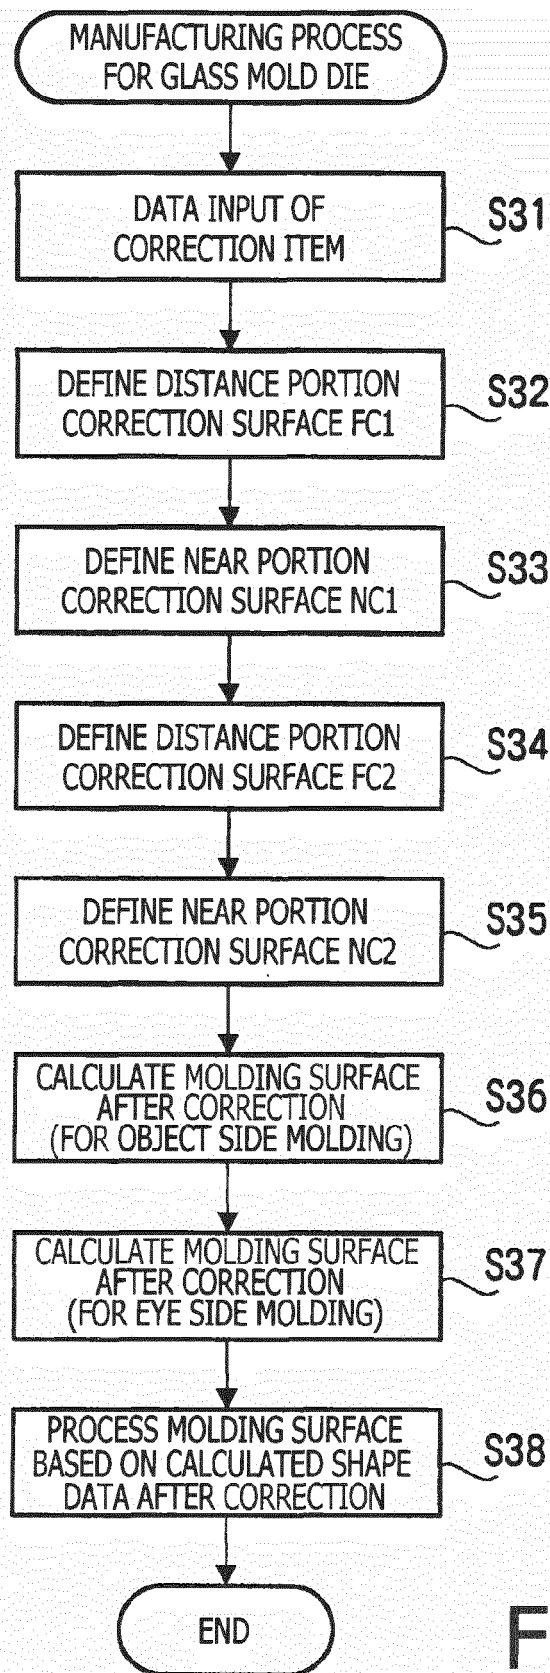 MANUFACTURING PROCESS
FOR GLASS MOLD DIE
DATA INPUT OF
CORRECTION ITEM
S31
DEFINE DISTANCE PORTION
CORRECTION SURFACE FC1
S32
DEFINE NEAR PORTION
CORRECTION SURFACE NC1
S33
DEFINE DISTANCE PORTION
CORRECTION SURFACE FC2
S34
DEFINE NEAR PORTION
CORRECTION SURFACE NC2
S35
CALCULATE MOLDING SURFACE
AFTER CORRECTION
(FOR OBJECT SIDE MOLDING)
S36
CALCULATE MOLDING SURFACE
AFTER CORRECTION
(FOR EYE SIDE MOLDING)
S37
PROCESS MOLDING SURFACE
BASED ON CALCULATED SHAPE
DATA AFTER CORRECTION
S38
END
F